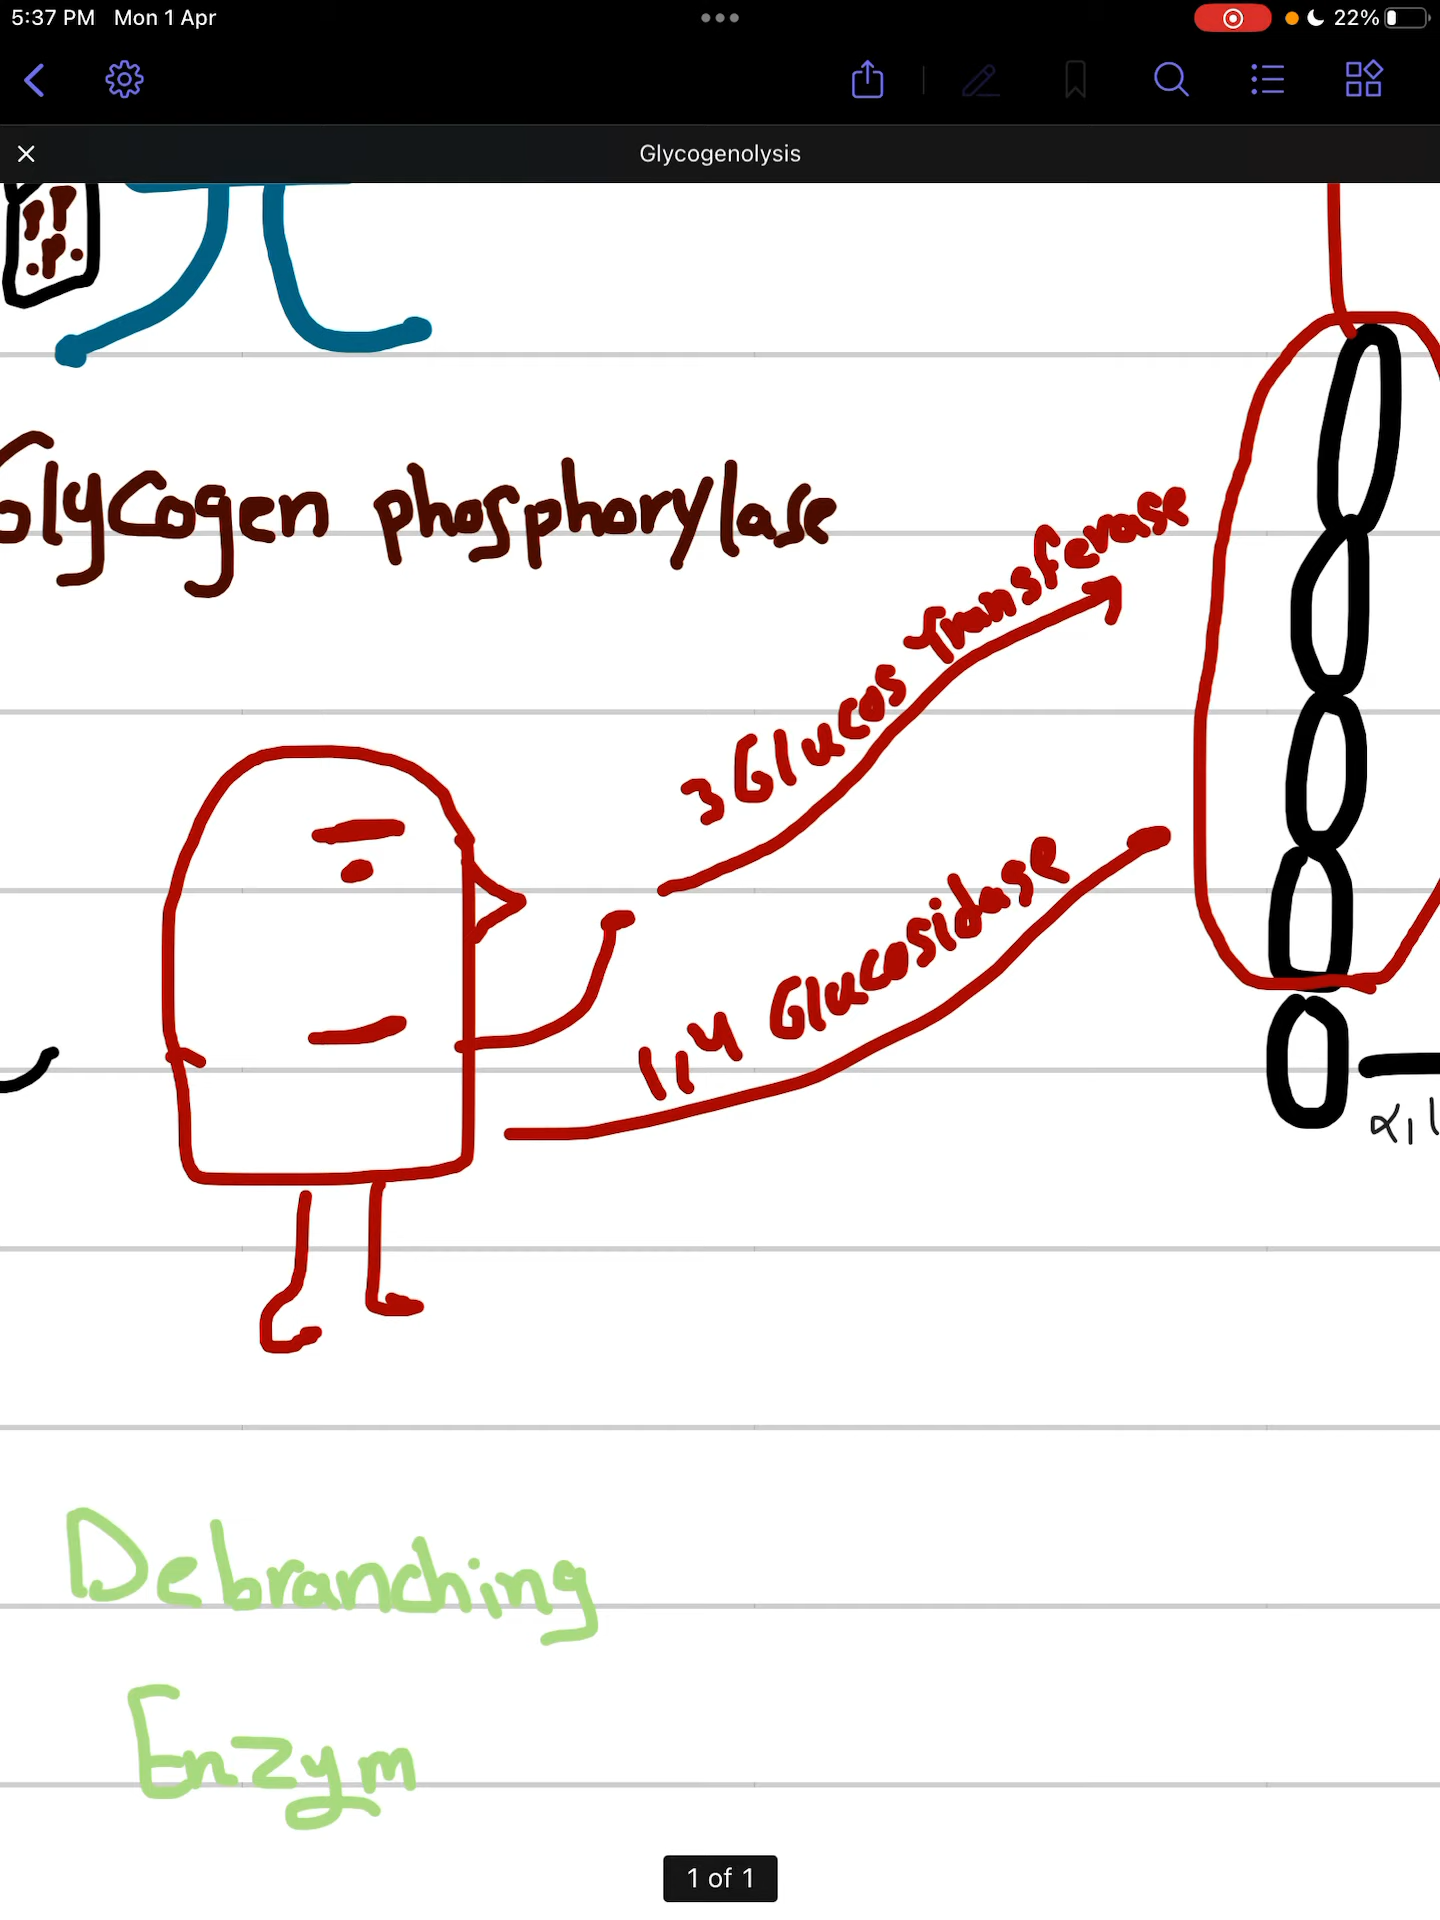 5:37 PM Mon 1 Apr
22%
Glycogenolysis
Glycogen phosphorylase
3 Glucos transferase
1,4 Glucosidase
α,1
Debranching
Enzym
1 of 1